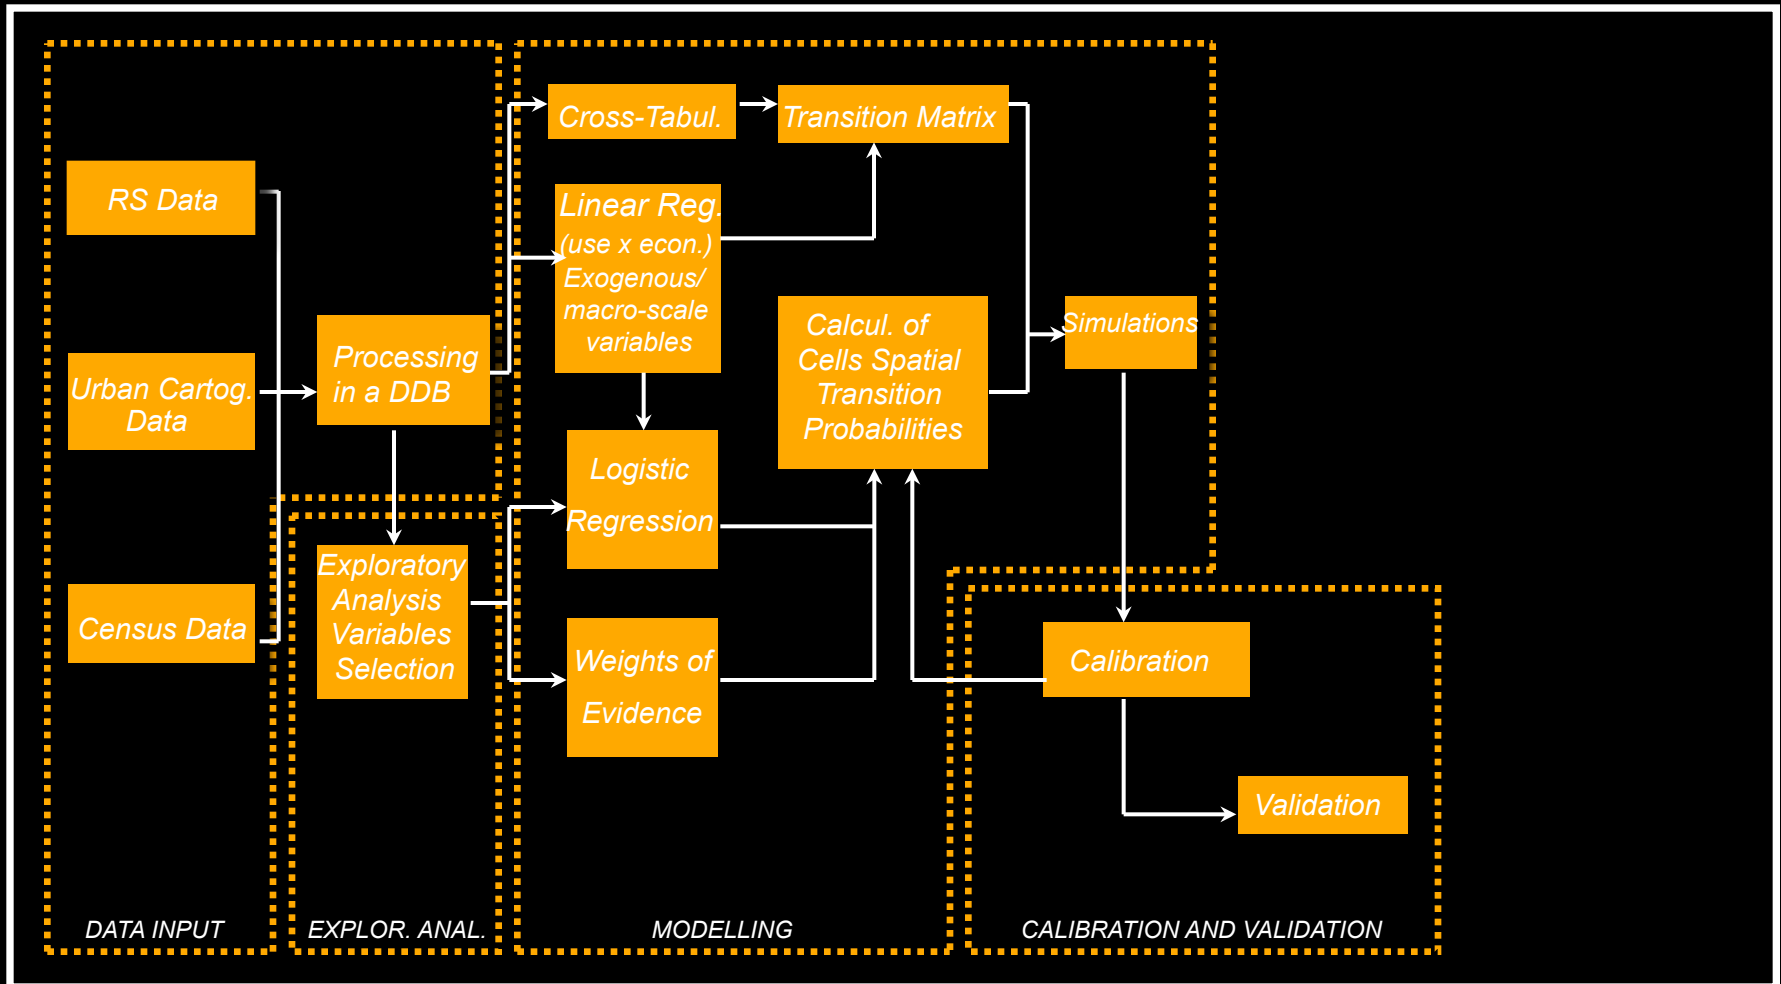 RS Data
Urban Cartog.
Data
Census Data
Processing
in a DDB
Exploratory
Analysis
Variables
Selection
Cross-Tabul.
Transition Matrix
Linear Reg.
(use x econ.)
Exogenous/
macro-scale
variables
Calcul. of
Cells Spatial
Transition
Probabilities
Simulations
Logistic
Regression
Weights of
Evidence
Calibration
Validation
DATA INPUT
EXPLOR. ANAL.
MODELLING
CALIBRATION AND VALIDATION